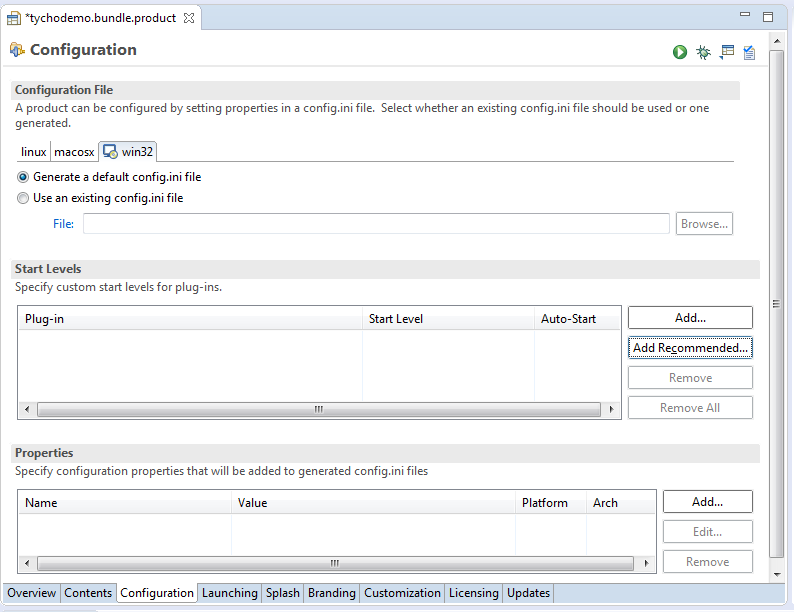 *tychodemo.bundle.product
Configuration
Configuration File
A product can be configured by setting properties in a config.ini file. Select whether an existing config.ini file should be used or one
generated.
linux macosx win32
Generate a default config.ini file
Use an existing config.ini file
File: Browse...
Start Levels
Specify custom start levels for plug-ins.
Plug-in Start Level Auto-Start Add...
Add Recommended...
Remove
Remove All
Properties
Specify configuration properties that will be added to generated config.ini files
Name Value Platform Arch Add...
Edit...
Remove
Overview Contents Configuration Launching Splash Branding Customization Licensing Updates